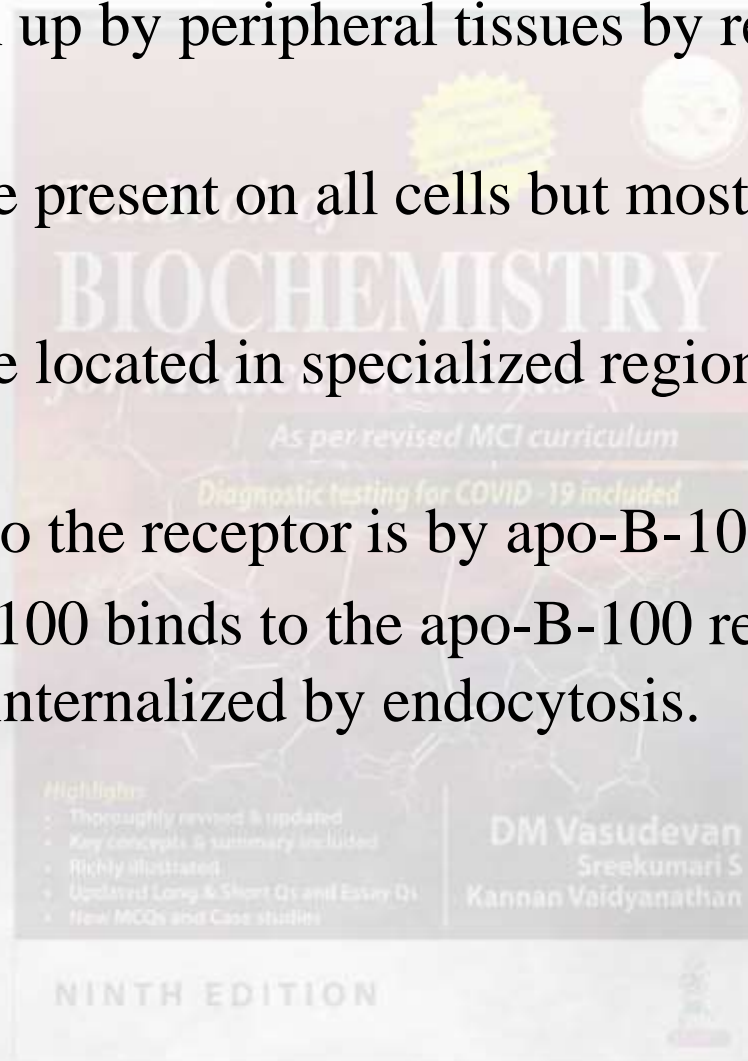 up by peripheral tissues by re
present on all cells but most
BIOCHEMISTRY
located in specialized region
As per revised MCI curriculum
Diagnostic testing for COVID-19 included
o the receptor is by apo-B-10
100 binds to the apo-B-100 re
internalized by endocytosis.
Highlights
• Thoroughly revised & updated
• Key concepts & summary included
• Richly illustrated
• Updated Long & Short Qs and Essay Qs
• New MCQs and Case studies
DM Vasudevan
Sreekumari S
Kannan Vaidyanathan
NINTH EDITION